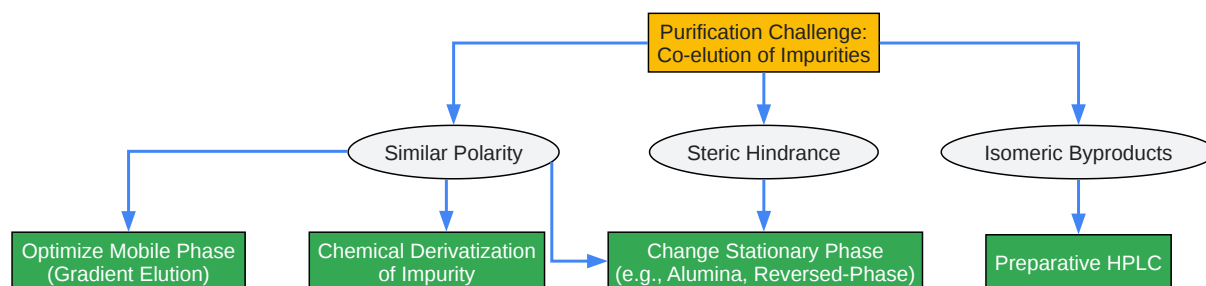 Purification Challenge:
Co-elution of Impurities
Similar Polarity
Steric Hindrance
Isomeric Byproducts
Optimize Mobile Phase
(Gradient Elution)
Chemical Derivatization
of Impurity
Change Stationary Phase
(e.g., Alumina, Reversed-Phase)
Preparative HPLC